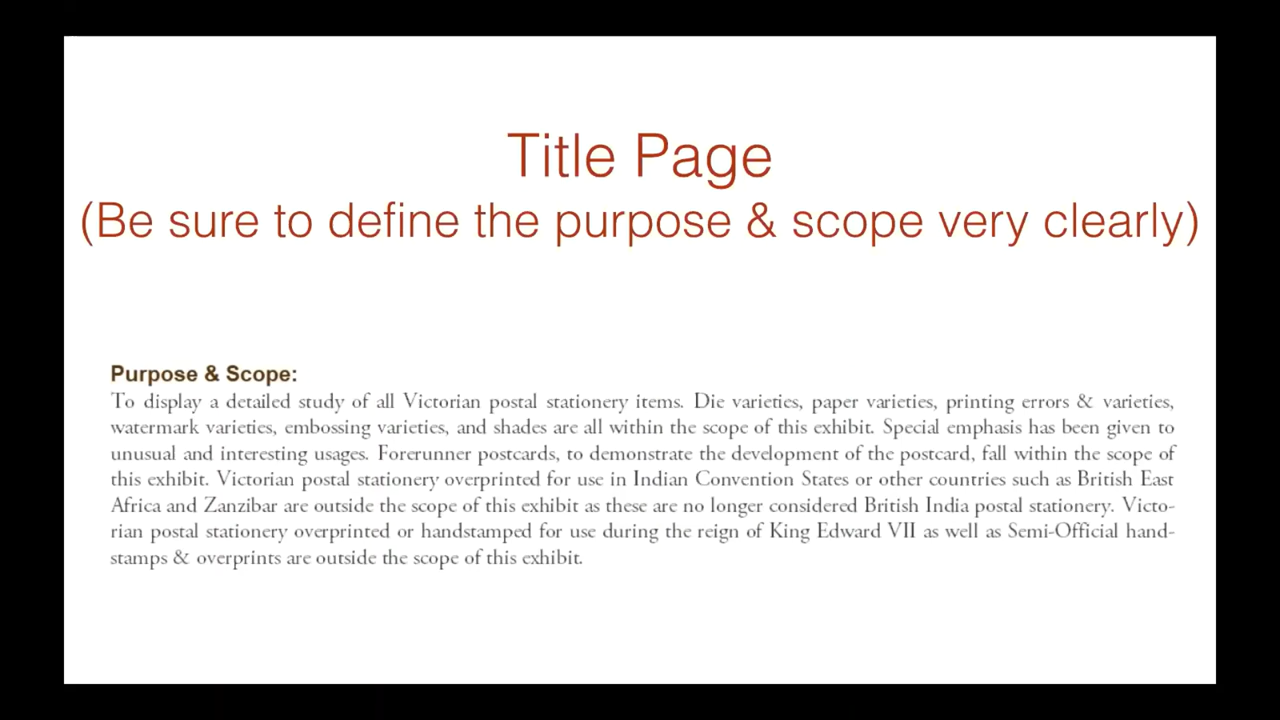 Title Page
(Be sure to define the purpose & scope very clearly)
Purpose & Scope:
To display a detailed study of all Victorian postal stationery items. Die varieties, paper varieties, printing errors & varieties,
watermark varieties, embossing varieties, and shades are all within the scope of this exhibit. Special emphasis has been given to
unusual and interesting usages. Forerunner postcards, to demonstrate the development of the postcard, fall within the scope of
this exhibit. Victorian postal stationery overprinted for use in Indian Convention States or other countries such as British East
Africa and Zanzibar are outside the scope of this exhibit as these are no longer considered British India postal stationery. Victo-
rian postal stationery overprinted or handstamped for use during the reign of King Edward VII as well as Semi-Official hand-
stamps & overprints are outside the scope of this exhibit.